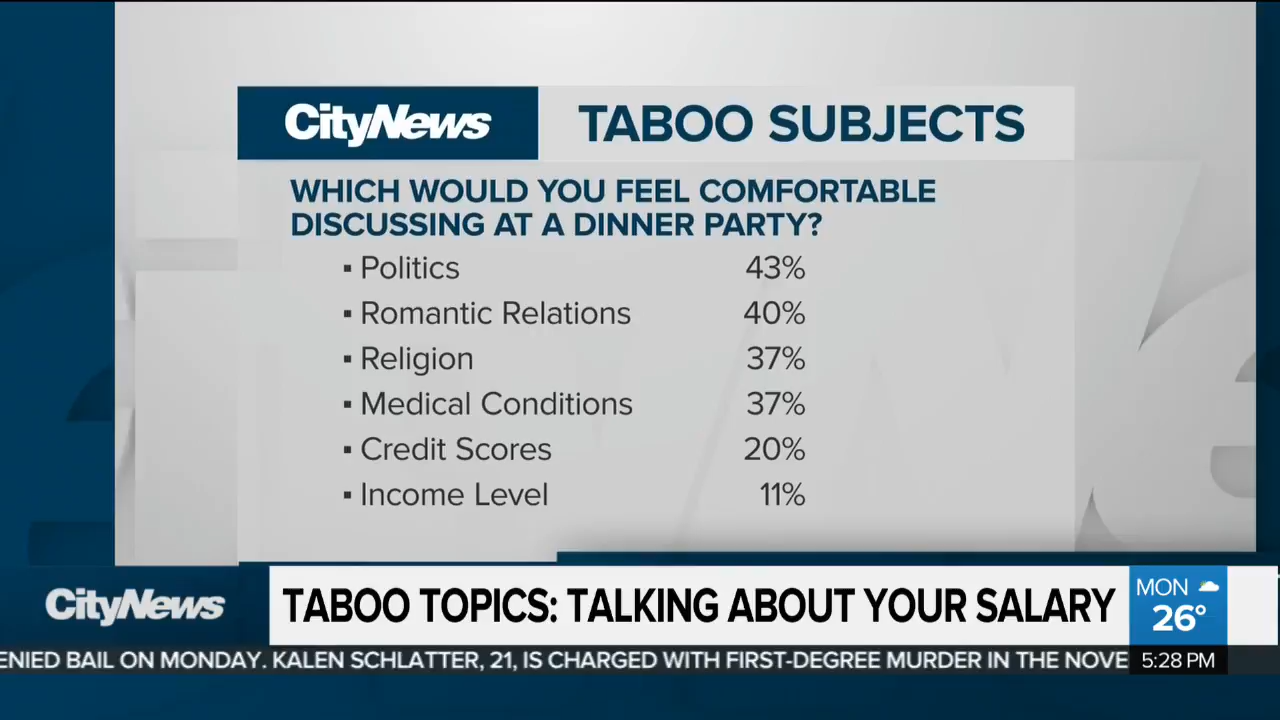 CityNews TABOO SUBJECTS
WHICH WOULD YOU FEEL COMFORTABLE
DISCUSSING AT A DINNER PARTY?
▪ Politics 43%
▪ Romantic Relations 40%
▪ Religion 37%
▪ Medical Conditions 37%
▪ Credit Scores 20%
▪ Income Level 11%
CityNews TABOO TOPICS: TALKING ABOUT YOUR SALARY MON
26°
ENIED BAIL ON MONDAY. KALEN SCHLATTER, 21, IS CHARGED WITH FIRST-DEGREE MURDER IN THE NOVE 5:28 PM